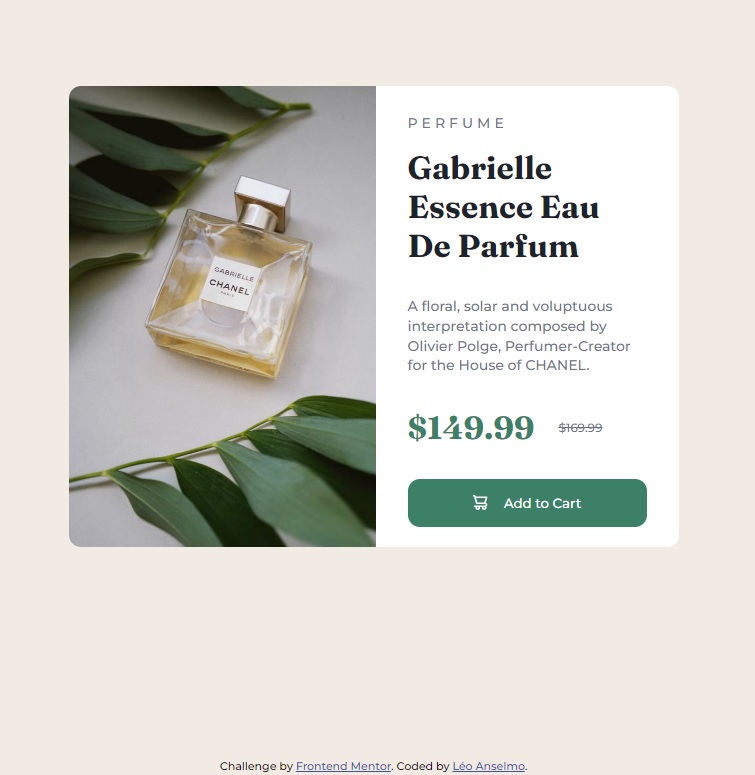 PERFUME
Gabrielle
Essence Eau
De Parfum
A floral, solar and voluptuous
interpretation composed by
Olivier Polge, Perfumer-Creator
for the House of CHANEL.
$149.99 $169.99
Add to Cart
GABRIELLE
CHANEL
PARIS
Challenge by Frontend Mentor. Coded by Léo Anselmo.